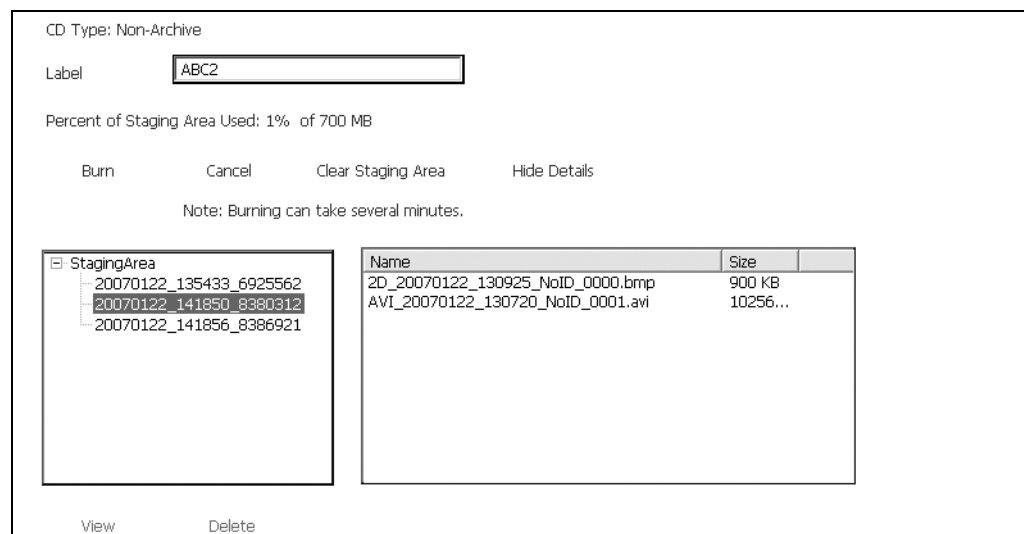 CD Type: Non-Archive
Label ABC2
Percent of Staging Area Used: 1% of 700 MB
Burn Cancel Clear Staging Area Hide Details
Note: Burning can take several minutes.
StagingArea
20070122_135433_6925562
20070122_141850_8380312
20070122_141856_8386921
Name Size
2D_20070122_130925_NoID_0000.bmp 900 KB
AVI_20070122_130720_NoID_0001.avi 10256...
View Delete